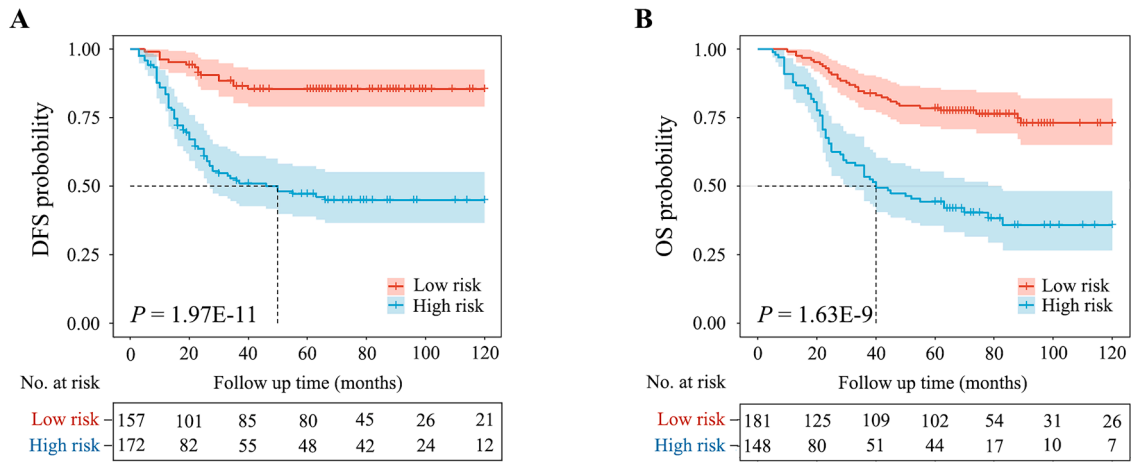 A
DFS probobility
1.00
0.75
0.50
0.25
0.00
Low risk
High risk
P = 1.97E-11
0 20 40 60 80 100 120
No. at risk
Follow up time (months)
Low risk 157 101 85 80 45 26 21
High risk 172 82 55 48 42 24 12
B
OS probobility
1.00
0.75
0.50
0.25
0.00
Low risk
High risk
P = 1.63E-9
0 20 40 60 80 100 120
No. at risk
Follow up time (months)
Low risk 181 125 109 102 54 31 26
High risk 148 80 51 44 17 10 7